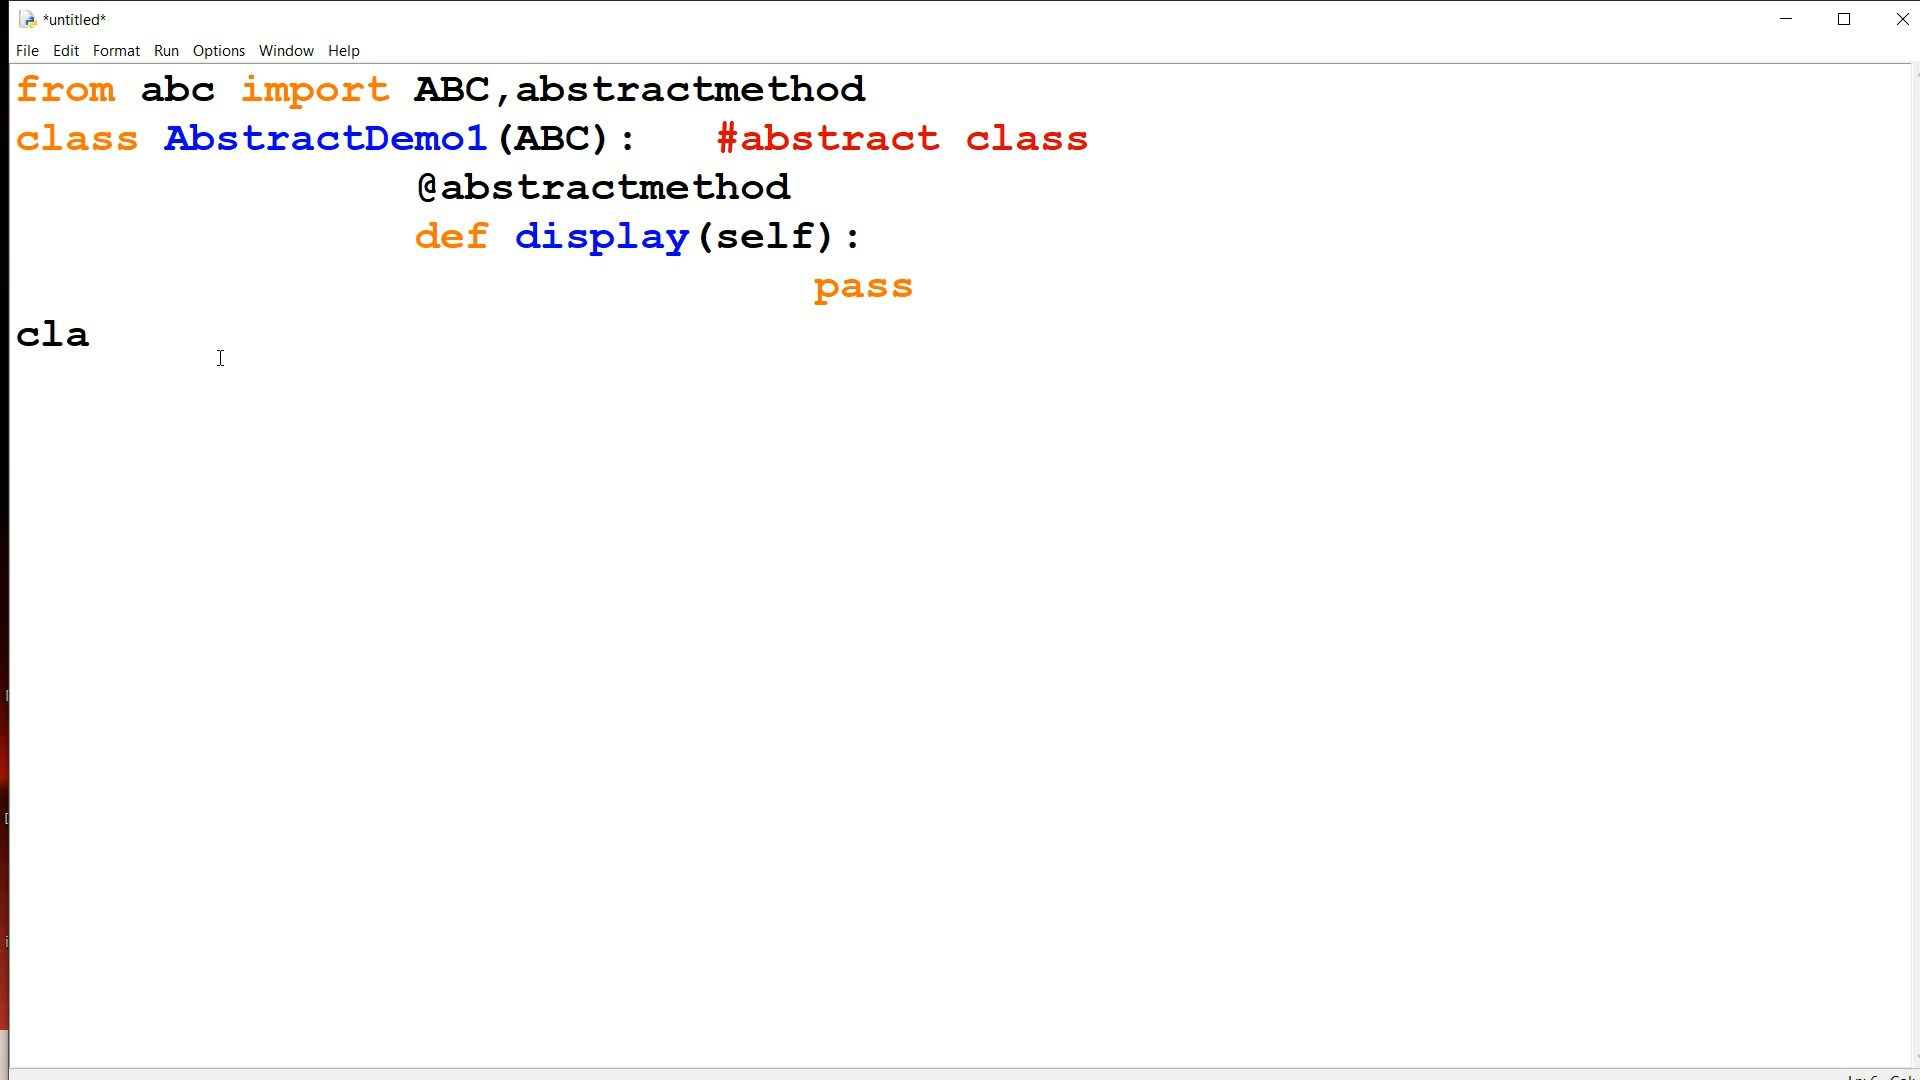 *untitled*
File Edit Format Run Options Window Help
from abc import ABC,abstractmethod
class AbstractDemo1(ABC):   #abstract class
@abstractmethod
def display(self):
pass
cla